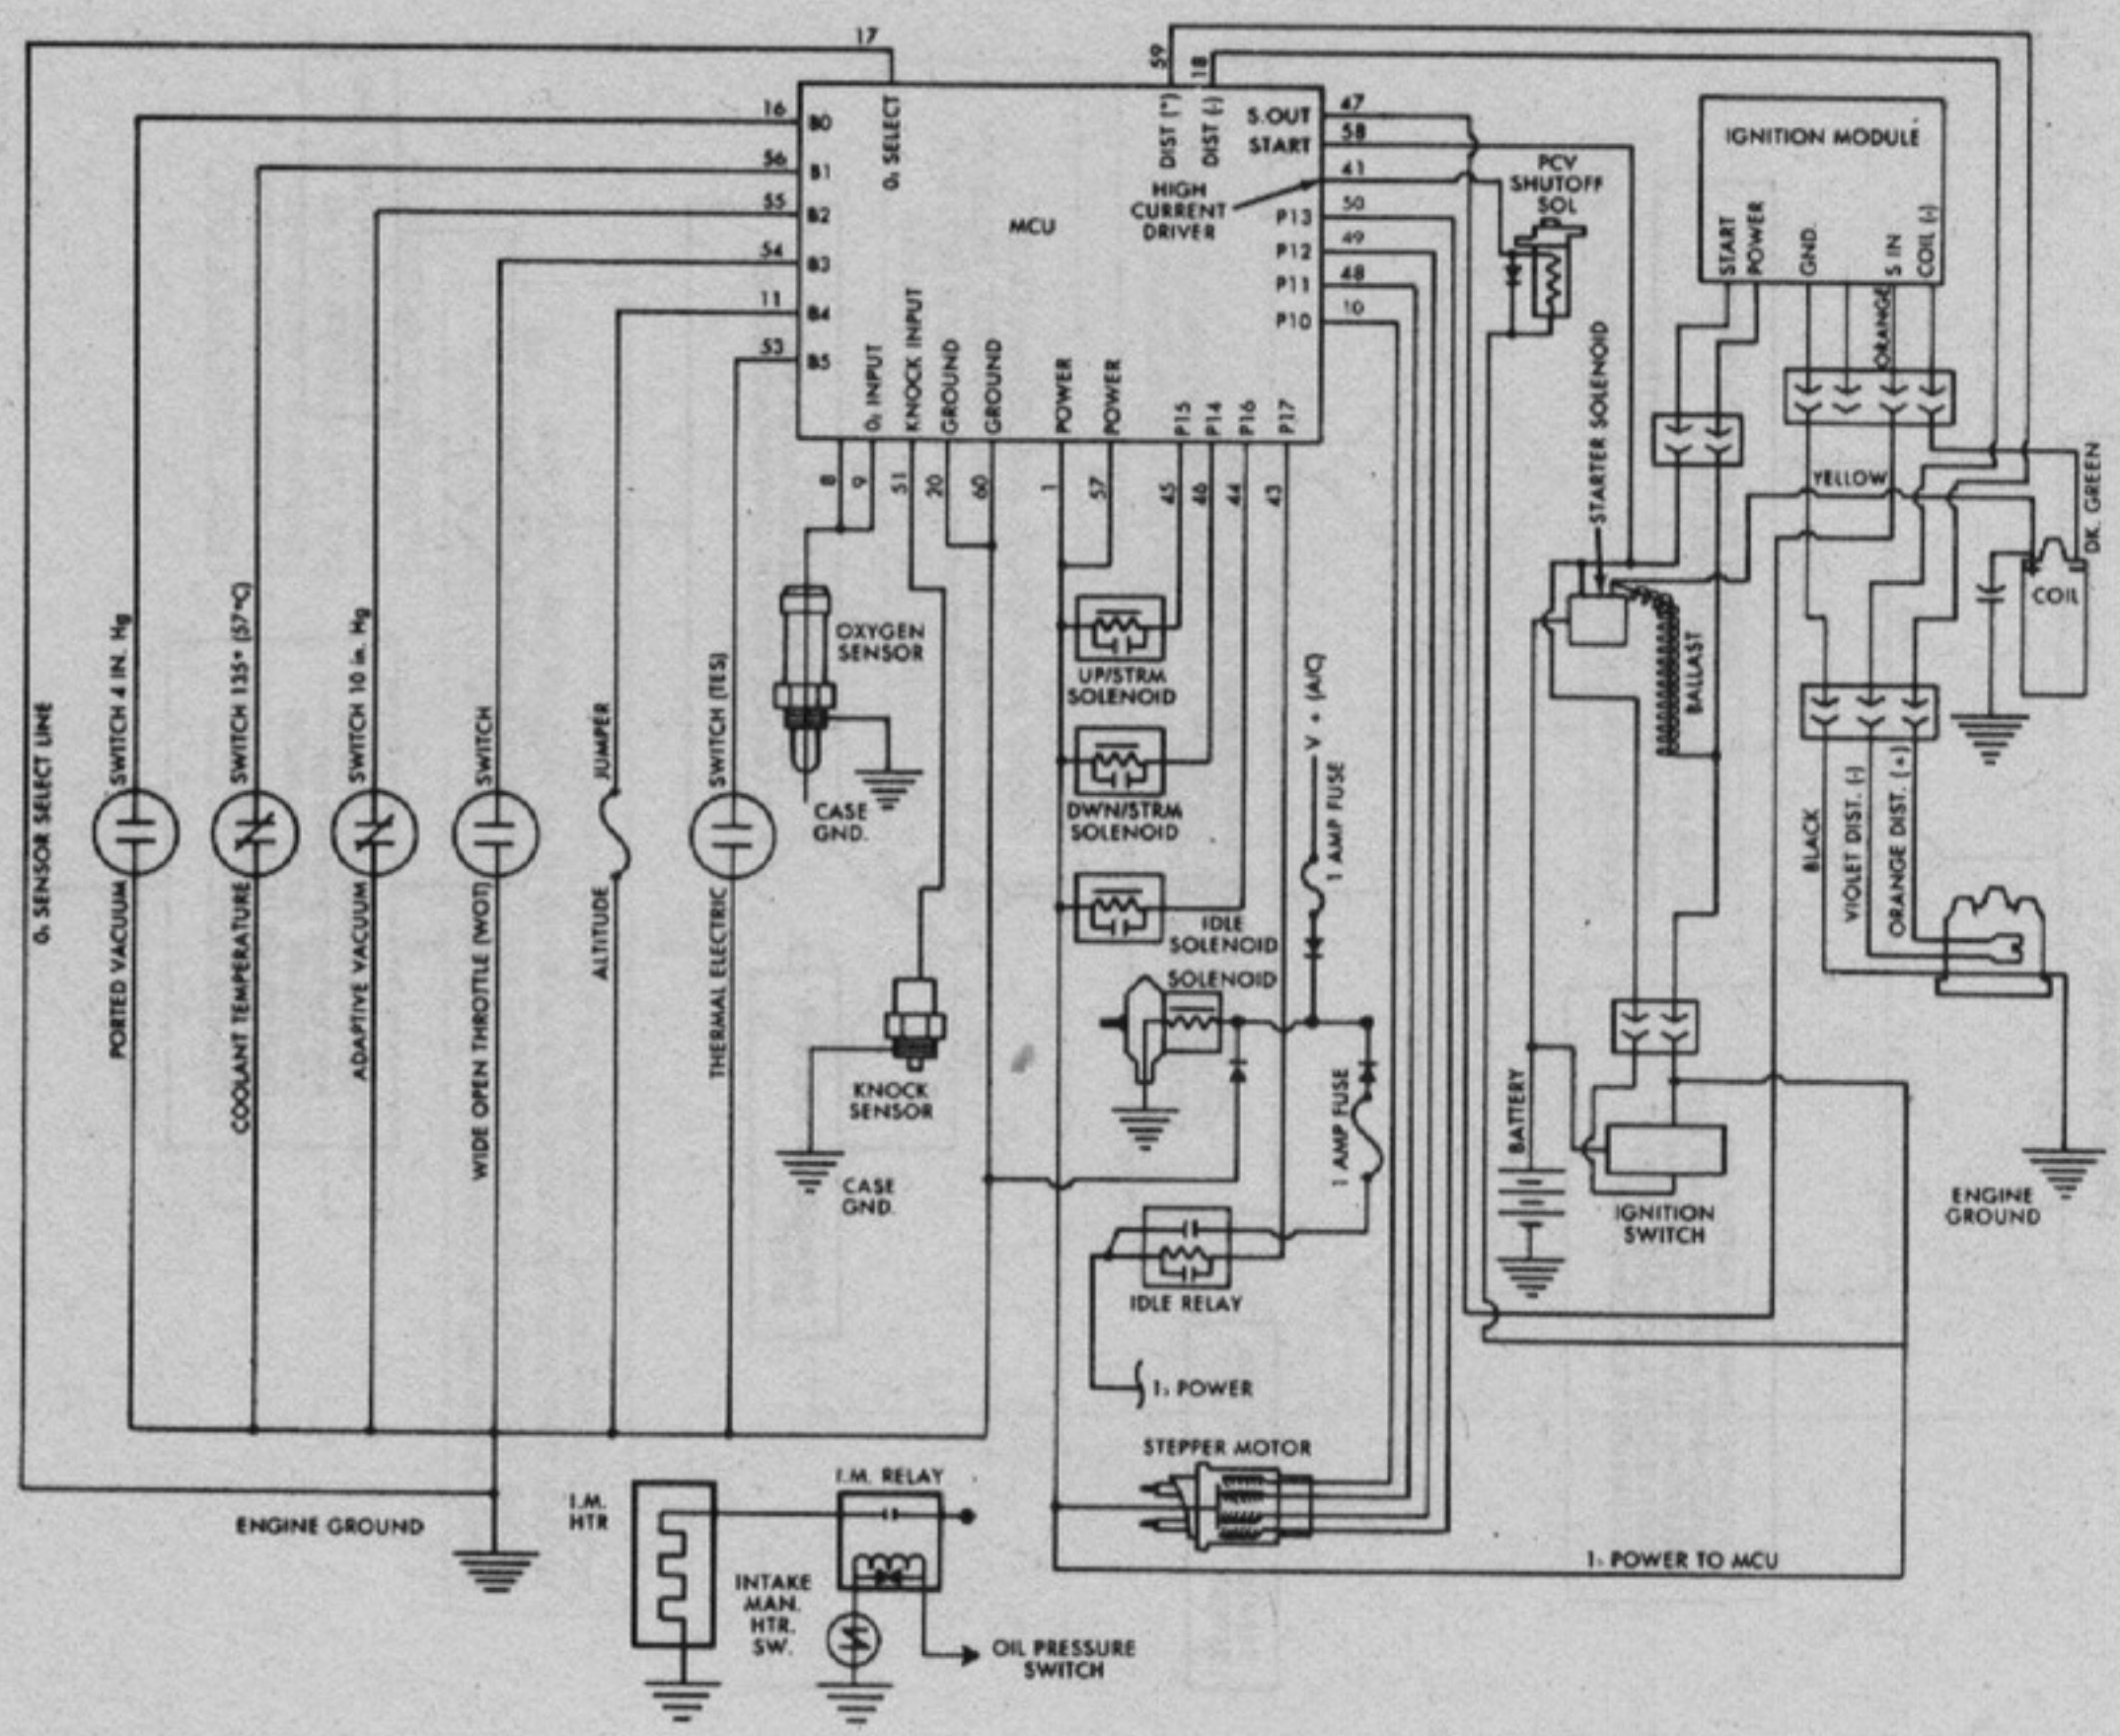 17
59
18
16
B0
O₂ SELECT
DIST (*)
DIST (-)
S.OUT
47
START
58
IGNITION MODULE
56
B1
HIGH
CURRENT
DRIVER
41
PCV
SHUTOFF
SOL
55
B2
MCU
P13
50
START
POWER
GND.
S IN
COIL (-)
54
B3
P12
49
11
B4
P11
48
ORANGE
53
B5
P10
10
O₂ INPUT
KNOCK INPUT
GROUND
GROUND
POWER
POWER
P15
P14
P16
P17
STARTER SOLENOID
8
9
51
20
60
1
57
45
46
44
43
YELLOW
DK. GREEN
COIL
OXYGEN
SENSOR
UP/STRM
SOLENOID
BALLAST
V + (A/C)
O₂ SENSOR SELECT LINE
SWITCH 4 IN. Hg
PORTED VACUUM
SWITCH 135° (57°C)
COOLANT TEMPERATURE
SWITCH 10 in. Hg
ADAPTIVE VACUUM
SWITCH
WIDE OPEN THROTTLE (WOT)
JUMPER
ALTITUDE
SWITCH (TES)
THERMAL ELECTRIC
CASE
GND.
DWN/STRM
SOLENOID
1 AMP FUSE
BLACK
VIOLET DIST. (-)
ORANGE DIST. (+)
IDLE
SOLENOID
SOLENOID
KNOCK
SENSOR
1 AMP FUSE
BATTERY
CASE
GND.
IGNITION
SWITCH
ENGINE
GROUND
IDLE RELAY
1₃ POWER
STEPPER MOTOR
I.M. RELAY
I.M.
HTR
ENGINE GROUND
1₃ POWER TO MCU
INTAKE
MAN.
HTR.
SW.
OIL PRESSURE
SWITCH